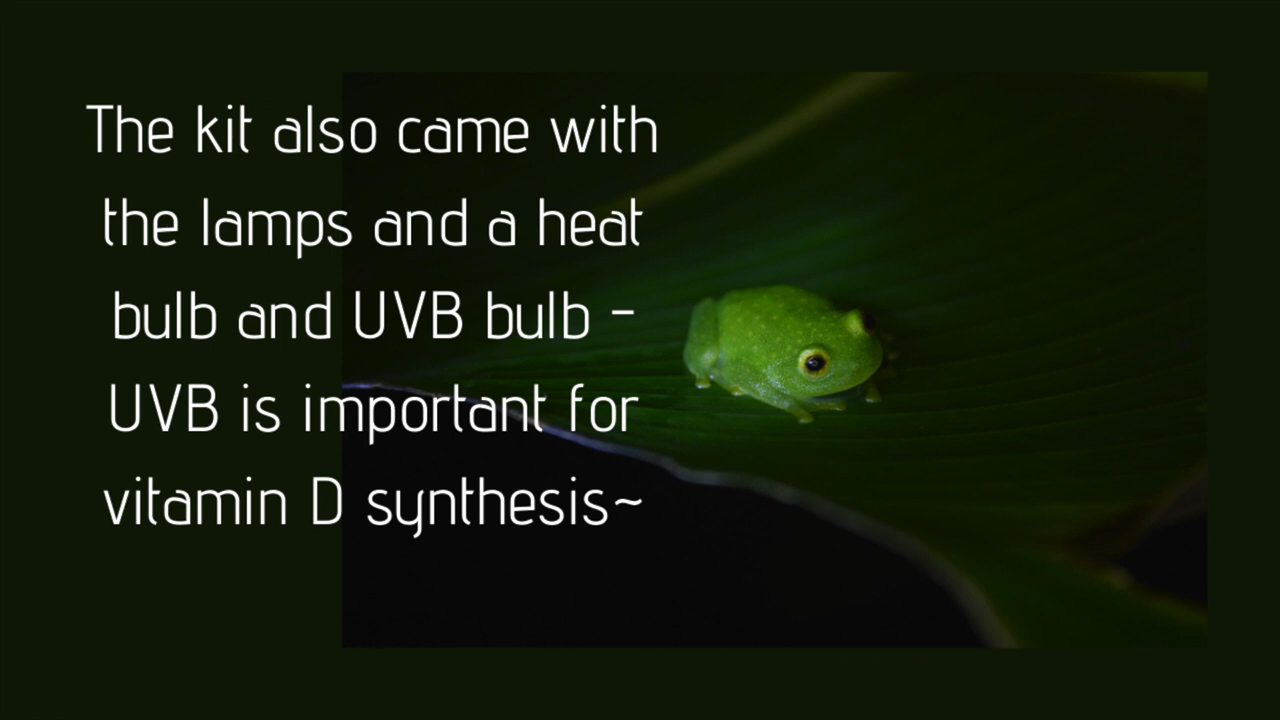 The kit also came with
the lamps and a heat
bulb and UVB bulb -
UVB is important for
vitamin D synthesis~